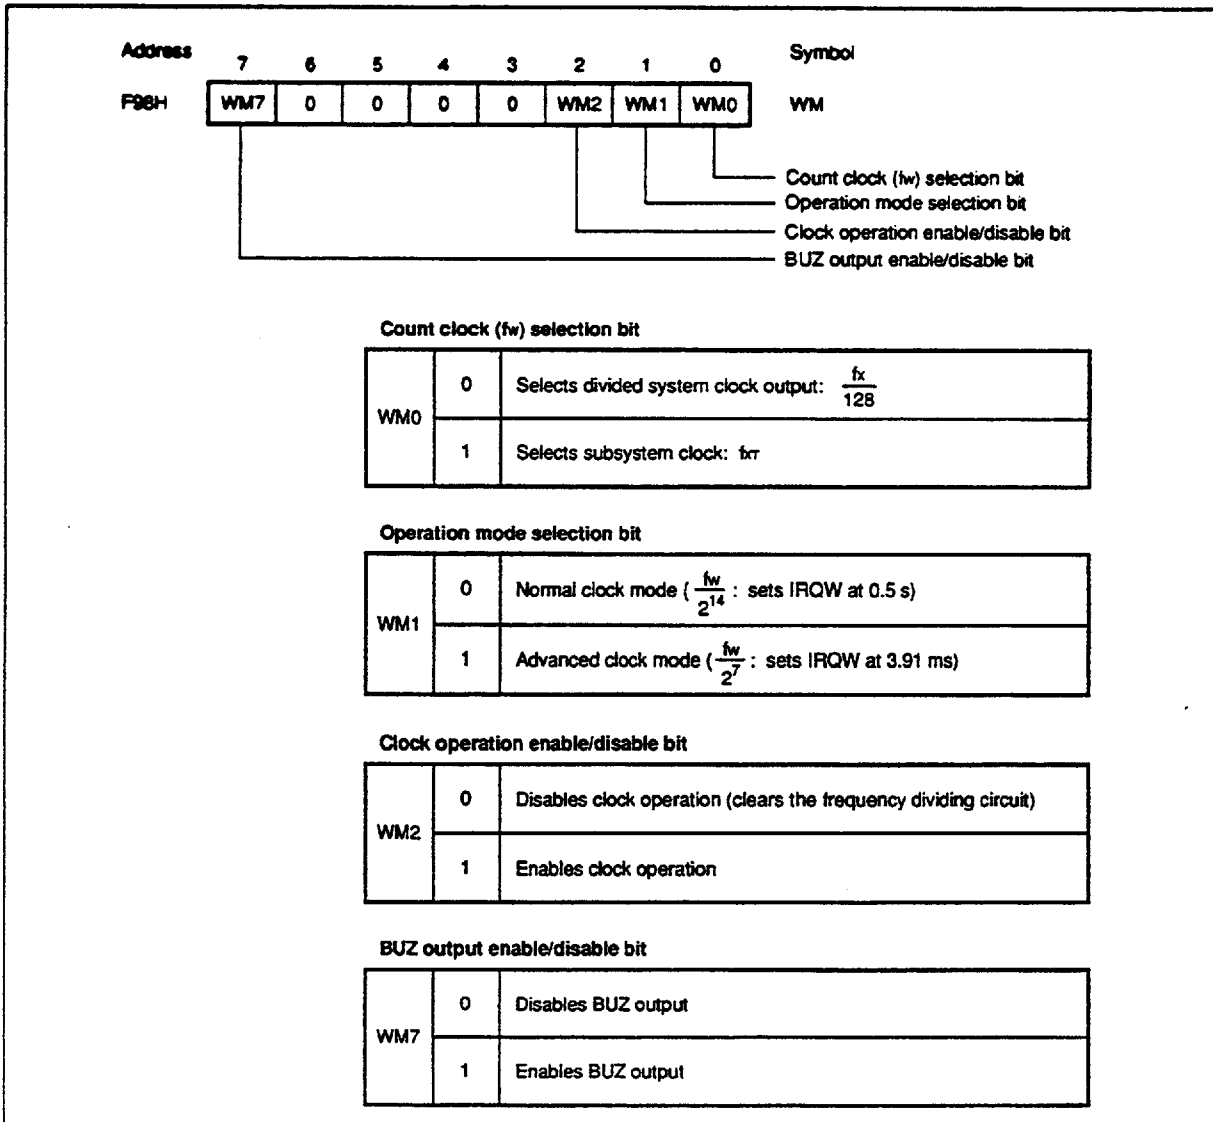 Address 7 6 5 4 3 2 1 0 Symbol
F98H WM7 0 0 0 0 WM2 WM1 WM0 WM
Count clock (fw) selection bit
Operation mode selection bit
Clock operation enable/disable bit
BUZ output enable/disable bit
Count clock (fw) selection bit
WM0
0 Selects divided system clock output: fx/128
1 Selects subsystem clock: fXT
Operation mode selection bit
WM1
0 Normal clock mode (fw/2^14 : sets IRQW at 0.5 s)
1 Advanced clock mode (fw/2^7 : sets IRQW at 3.91 ms)
Clock operation enable/disable bit
WM2
0 Disables clock operation (clears the frequency dividing circuit)
1 Enables clock operation
BUZ output enable/disable bit
WM7
0 Disables BUZ output
1 Enables BUZ output